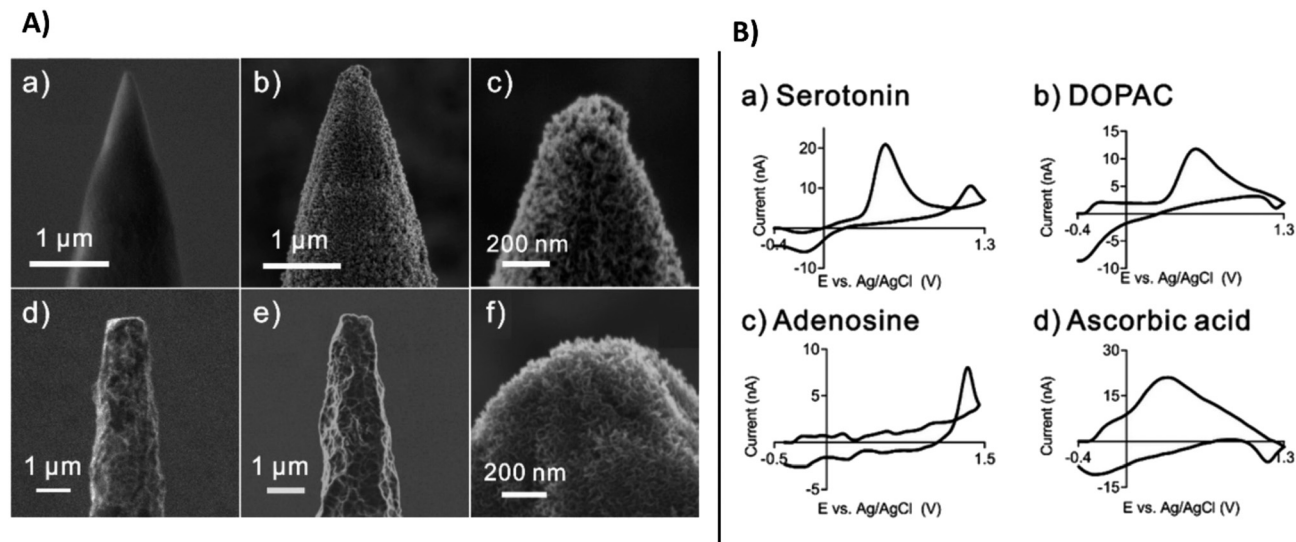 A)
a)
1 µm
b)
1 µm
c)
200 nm
d)
1 µm
e)
1 µm
f)
200 nm
B)
a) Serotonin
Current (nA)
20
10
-10
-0.4
1.3
E vs. Ag/AgCl (V)
b) DOPAC
Current (nA)
15
10
5
-5
-10
-0.4
1.3
E vs. Ag/AgCl (V)
c) Adenosine
Current (nA)
10
5
-5
-0.5
1.5
E vs. Ag/AgCl (V)
d) Ascorbic acid
Current (nA)
30
15
-15
-0.4
1.3
E vs. Ag/AgCl (V)